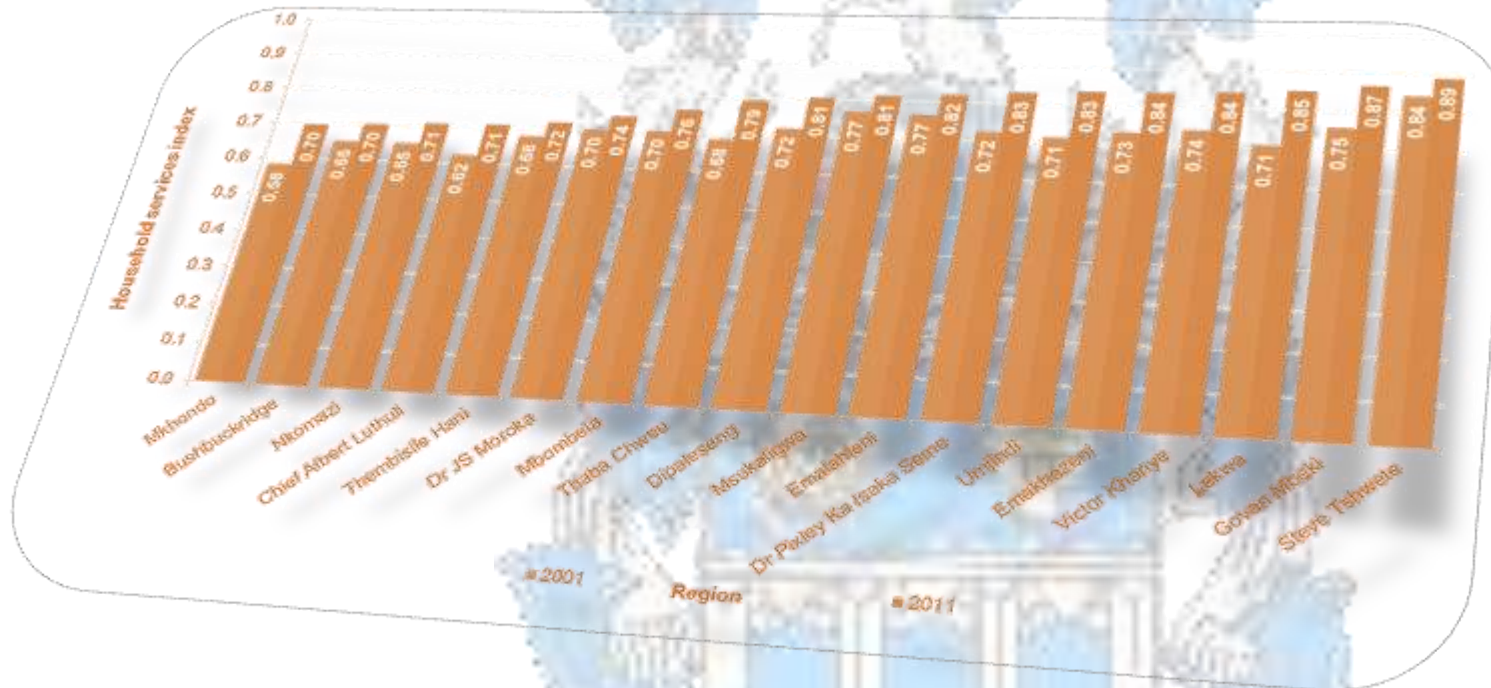 Household services index
1.0
0.9
0.8
0.7
0.6
0.5
0.4
0.3
0.2
0.1
0.0
0.58 0.70
0.70
0.71
0.62 0.71
0.68 0.72
0.70 0.74
0.70 0.76
0.68 0.79
0.72 0.81
0.77 0.81
0.77 0.82
0.72 0.83
0.71 0.83
0.73 0.84
0.74 0.84
0.71 0.85
0.75 0.87
0.84 0.89
Mkhondo
Bushbuckridge
Nkomazi
Chief Albert Luthuli
Thembisile Hani
Dr JS Moroka
Mbombela
Thaba Chweu
Dipaleseng
Msukaligwa
Emalahleni
Dr Pixley Ka Isaka Seme
Umjindi
Emakhazeni
Victor Khanye
Lekwa
Govan Mbeki
Steve Tshwete
Region
2001
2011